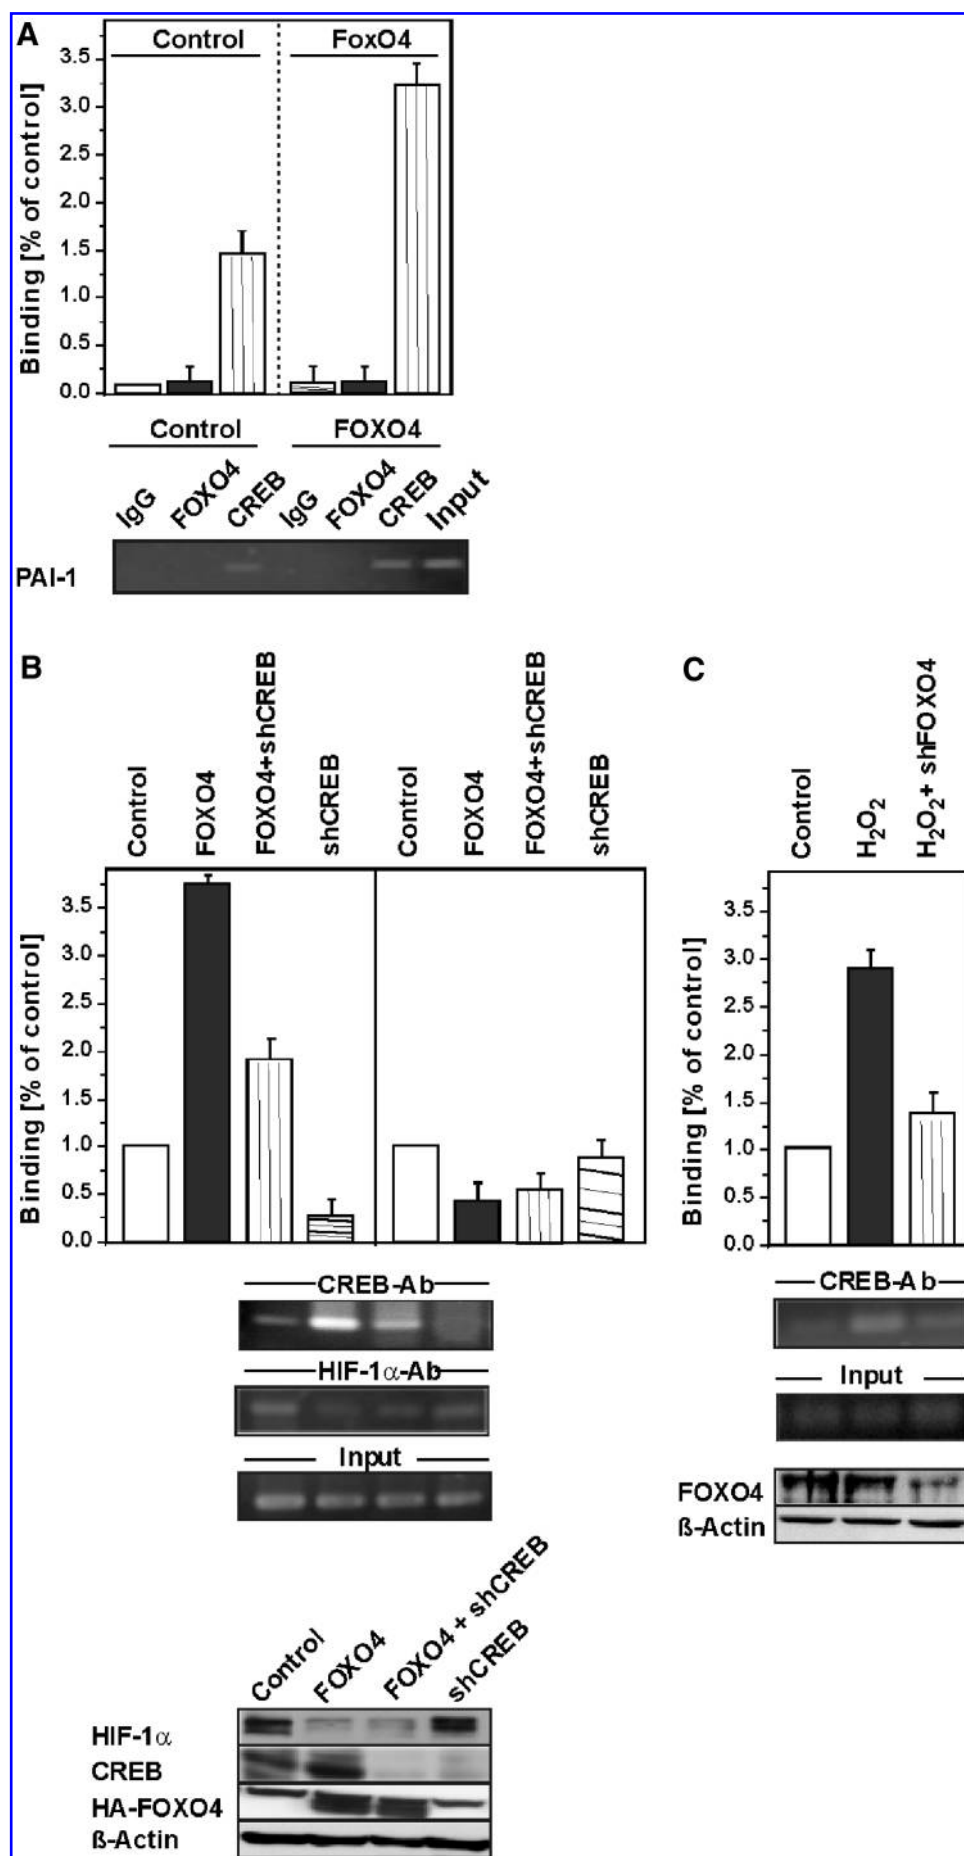 A
Control FoxO4
Binding [% of control]
3.5
3.0
2.5
2.0
1.5
1.0
0.5
0.0
Control FOXO4
IgG FOXO4 CREB IgG FOXO4 CREB Input
PAI-1
B
Control FOXO4 FOXO4+shCREB shCREB Control FOXO4 FOXO4+shCREB shCREB
Binding [% of control]
3.5
3.0
2.5
2.0
1.5
1.0
0.5
0.0
CREB-Ab
HIF-1α-Ab
Input
Control FOXO4 FOXO4 + shCREB shCREB
HIF-1α
CREB
HA-FOXO4
ß-Actin
C
Control H₂O₂ H₂O₂+ shFOXO4
Binding [% of control]
3.5
3.0
2.5
2.0
1.5
1.0
0.5
0.0
CREB-Ab
Input
FOXO4
ß-Actin